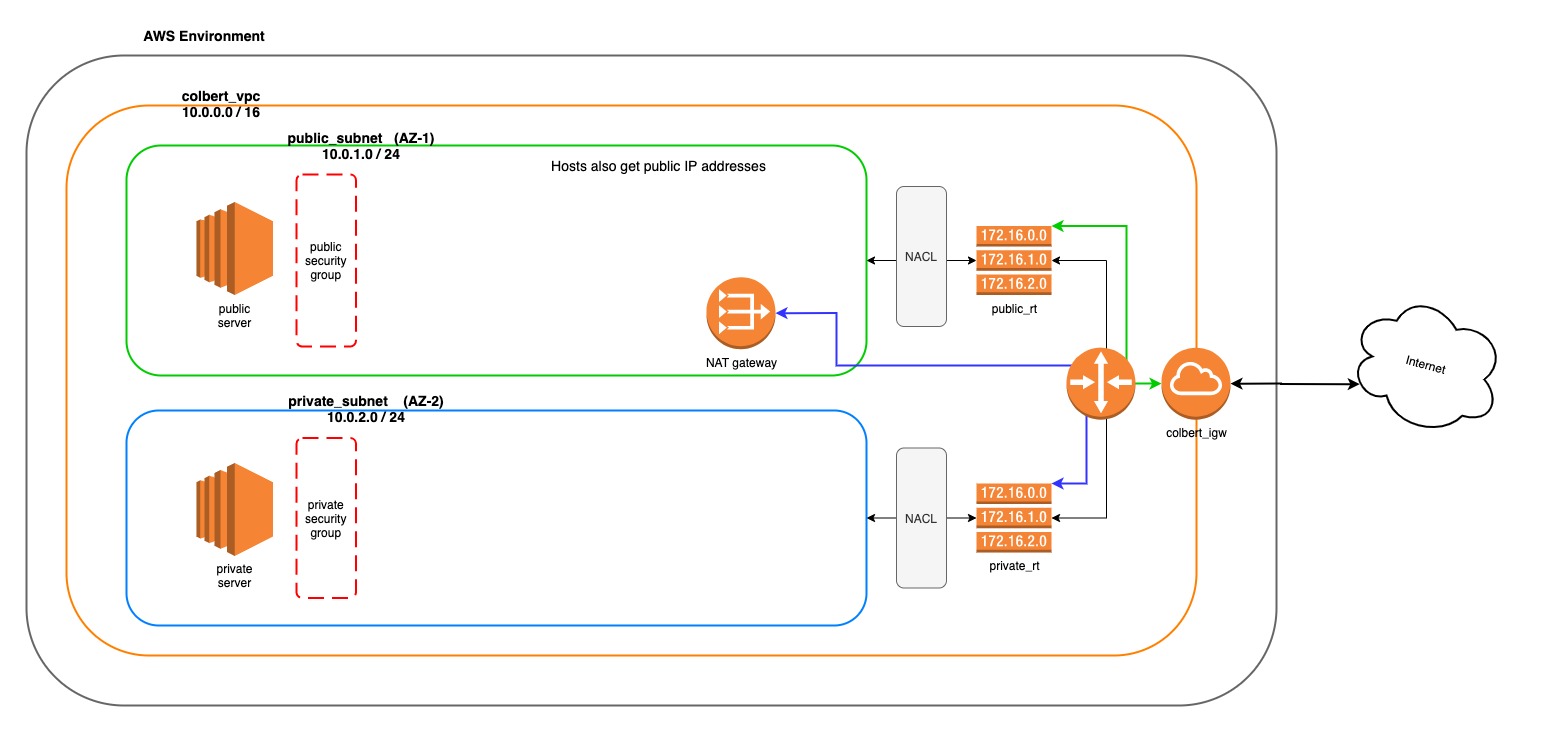 AWS Environment
colbert_vpc
10.0.0.0 / 16
public_subnet (AZ-1)
10.0.1.0 / 24
Hosts also get public IP addresses
public
security
group
public
server
NAT gateway
NACL
172.16.0.0
172.16.1.0
172.16.2.0
public_rt
private_subnet (AZ-2)
10.0.2.0 / 24
private
security
group
private
server
NACL
172.16.0.0
172.16.1.0
172.16.2.0
private_rt
colbert_igw
Internet